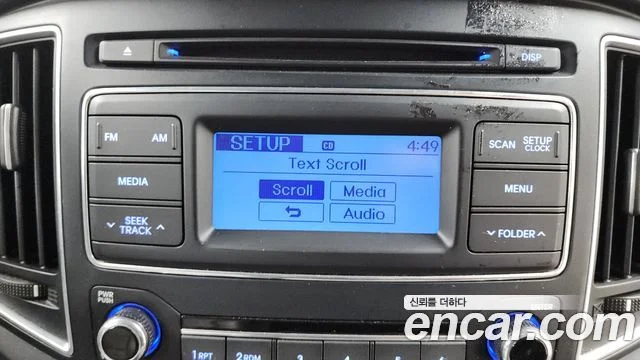 DISP
FM AM
MEDIA
SEEK
TRACK
SETUP CD 4:49
Text Scroll
Scroll Media
Audio
SCAN SETUP
CLOCK
MENU
FOLDER
PWR
PUSH
ENTER
신뢰를 더하다
encar.com
1 RPT 2 RDM